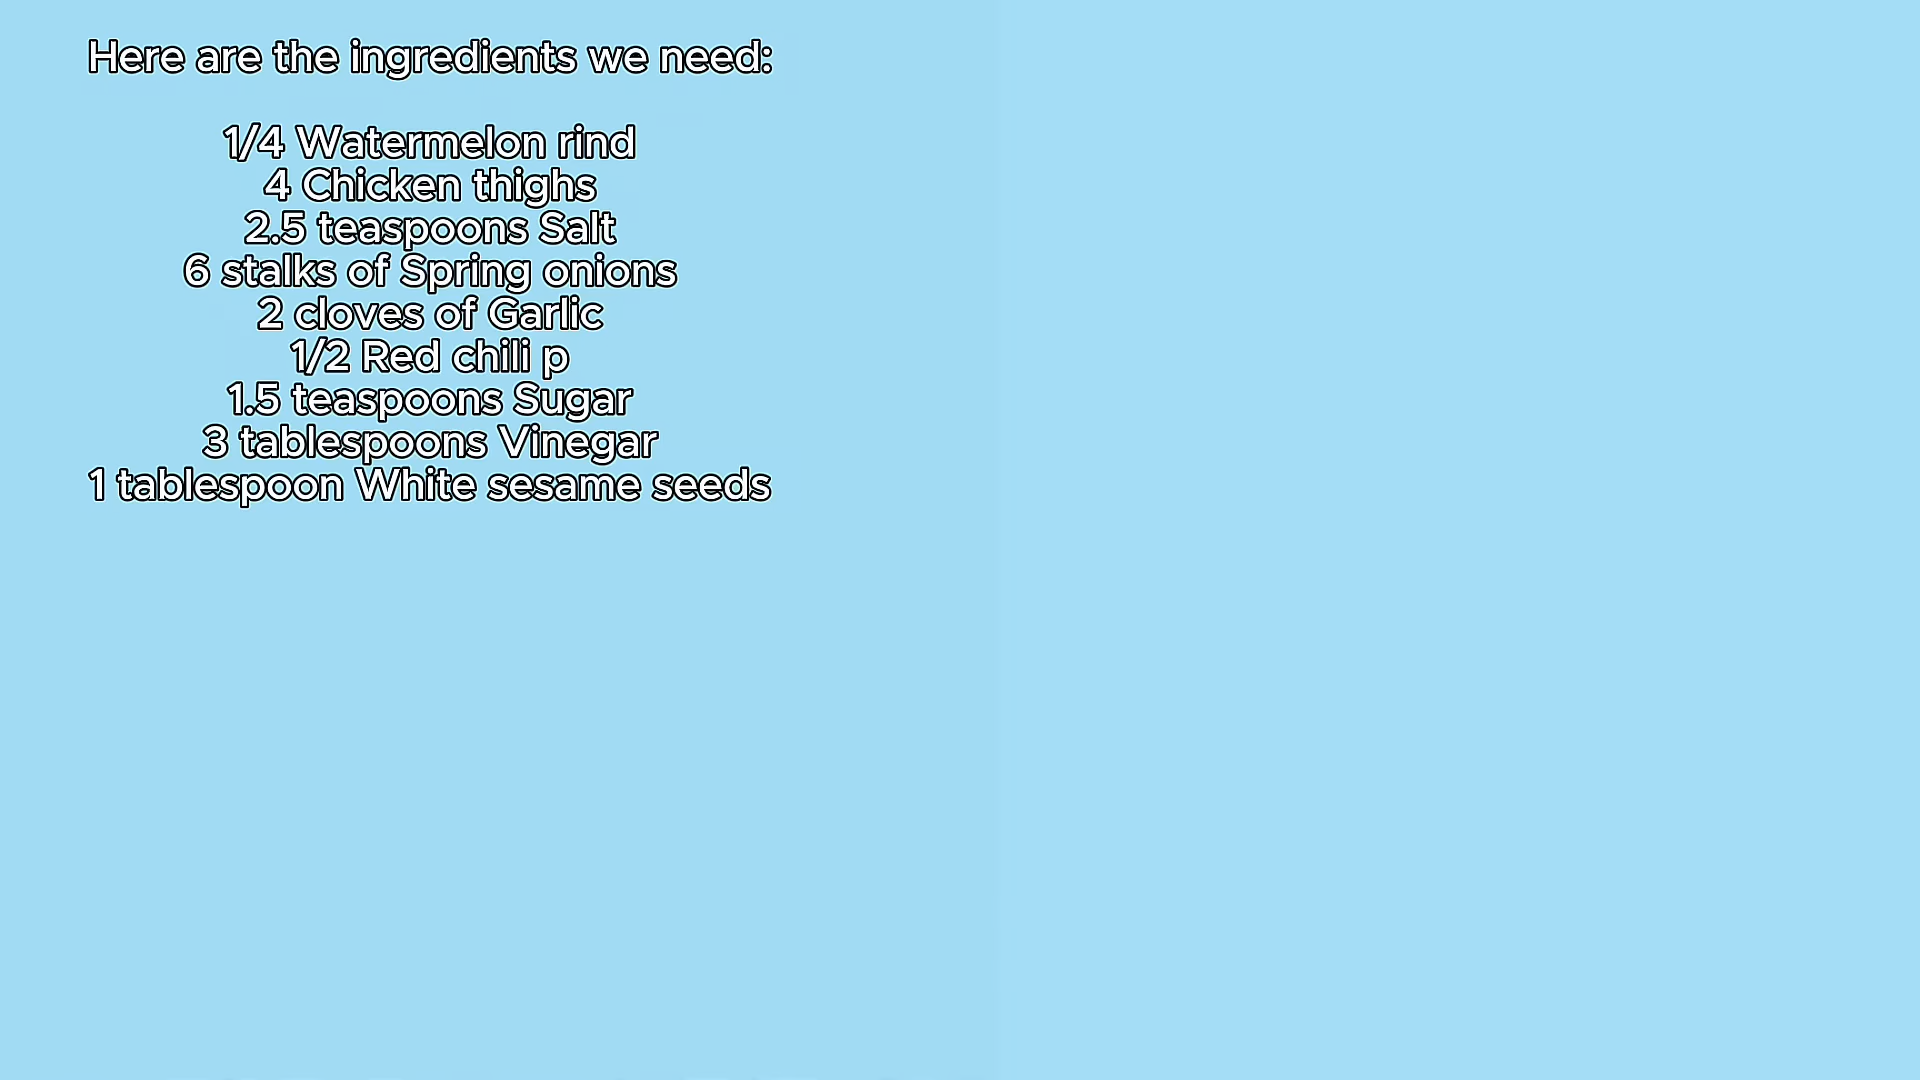 Here are the ingredients we need:
1/4 Watermelon rind
4 Chicken thighs
2.5 teaspoons Salt
6 stalks of Spring onions
2 cloves of Garlic
1/2 Red chili p
1.5 teaspoons Sugar
3 tablespoons Vinegar
1 tablespoon White sesame seeds